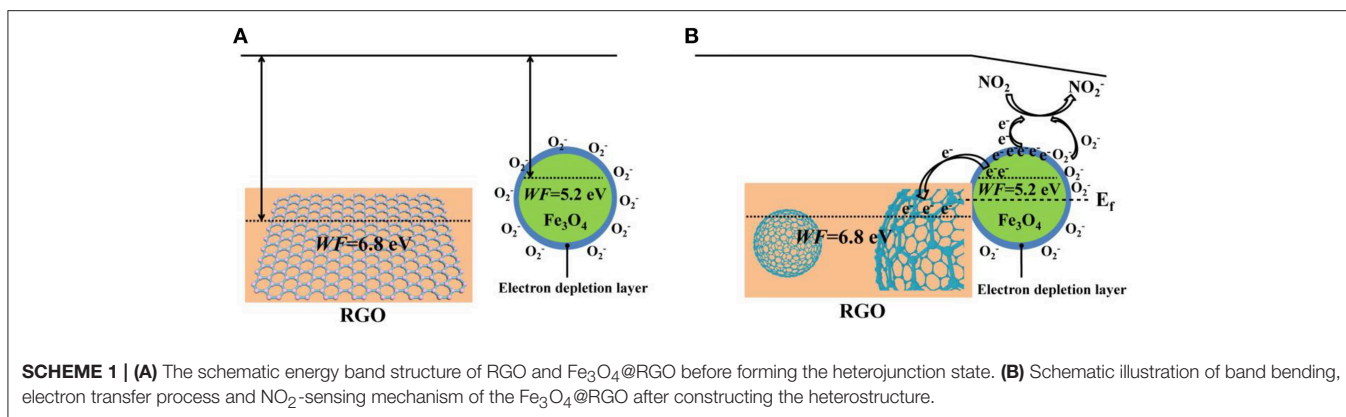 A
O₂⁻ O₂⁻ O₂⁻
O₂⁻ O₂⁻
WF=5.2 eV
O₂⁻ O₂⁻
Fe₃O₄
WF=6.8 eV
O₂⁻ O₂⁻
O₂⁻ O₂⁻
Electron depletion layer
RGO
B
NO₂ NO₂⁻
e⁻
e⁻ O₂⁻
e⁻ e⁻e⁻e⁻e⁻ O₂⁻
e⁻e⁻ O₂⁻
WF=5.2 eV O₂⁻
e⁻ e⁻ e⁻ E_f
WF=6.8 eV Fe₃O₄
O₂⁻ O₂⁻
Electron depletion layer
RGO
SCHEME 1 | (A) The schematic energy band structure of RGO and Fe₃O₄@RGO before forming the heterojunction state. (B) Schematic illustration of band bending,
electron transfer process and NO₂-sensing mechanism of the Fe₃O₄@RGO after constructing the heterostructure.